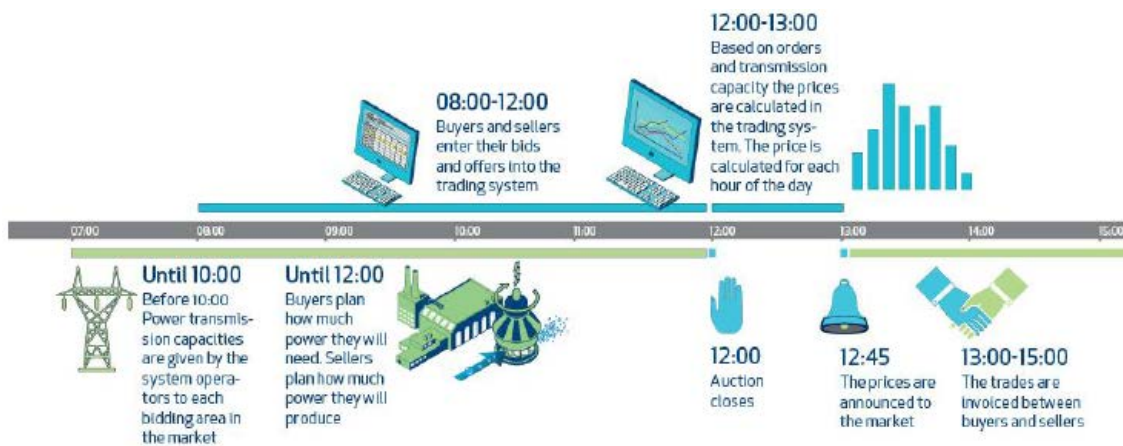 12:00-13:00
Based on orders
and transmission
capacity the prices
are calculated in
the trading sys-
tem. The price is
calculated for each
hour of the day
08:00-12:00
Buyers and sellers
enter their bids
and offers into the
trading system
07:00
08:00
09:00
10:00
11:00
12:00
13:00
14:00
15:00
Until 10:00
Before 10:00
Power transmis-
sion capacities
are given by the
system opera-
tors to each
bidding area in
the market
Until 12:00
Buyers plan
how much
power they will
need. Sellers
plan how much
power they will
produce
12:00
Auction
closes
12:45
The prices are
announced to
the market
13:00-15:00
The trades are
invoiced between
buyers and sellers